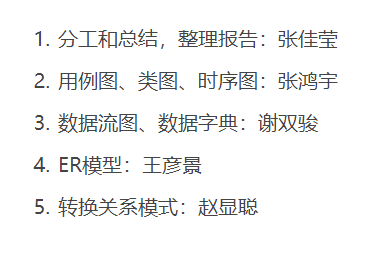 1. 分工和总结，整理报告：张佳莹
2. 用例图、类图、时序图：张鸿宇
3. 数据流图、数据字典：谢双骏
4. ER模型：王彦景
5. 转换关系模式：赵显聪